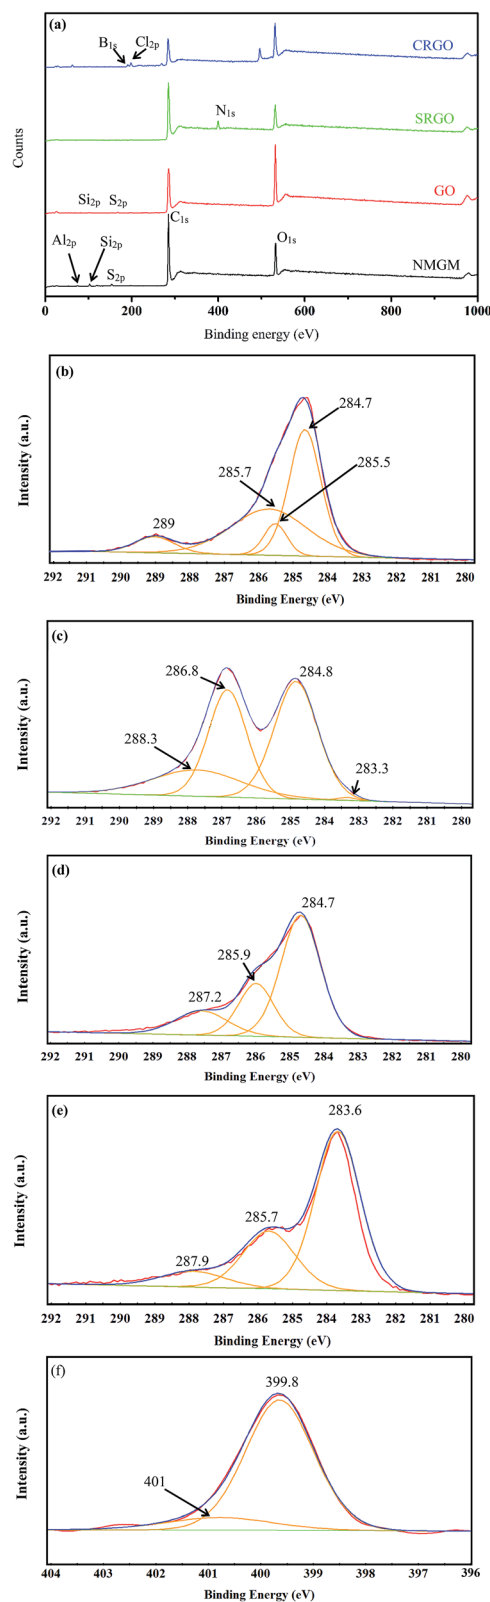 (a)
CRGO
B1s
Cl2p
SRGO
N1s
GO
Si2p S2p
C1s
Al2p Si2p
O1s
S2p
NMGM
Counts
0 200 400 600 800 1000
Binding energy (eV)
(b)
284.7
285.7
285.5
289
Intensity (a.u.)
292 291 290 289 288 287 286 285 284 283 282 281 280
Binding Energy (eV)
(c)
286.8
284.8
288.3
283.3
Intensity (a.u.)
292 291 290 289 288 287 286 285 284 283 282 281 280
Binding Energy (eV)
(d)
284.7
285.9
287.2
Intensity (a.u.)
292 291 290 289 288 287 286 285 284 283 282 281 280
Binding Energy (eV)
(e)
283.6
285.7
287.9
Intensity (a.u.)
292 291 290 289 288 287 286 285 284 283 282 281 280
Binding Energy (eV)
(f)
399.8
401
Intensity (a.u.)
404 403 402 401 400 399 398 397 396
Binding Energy (eV)